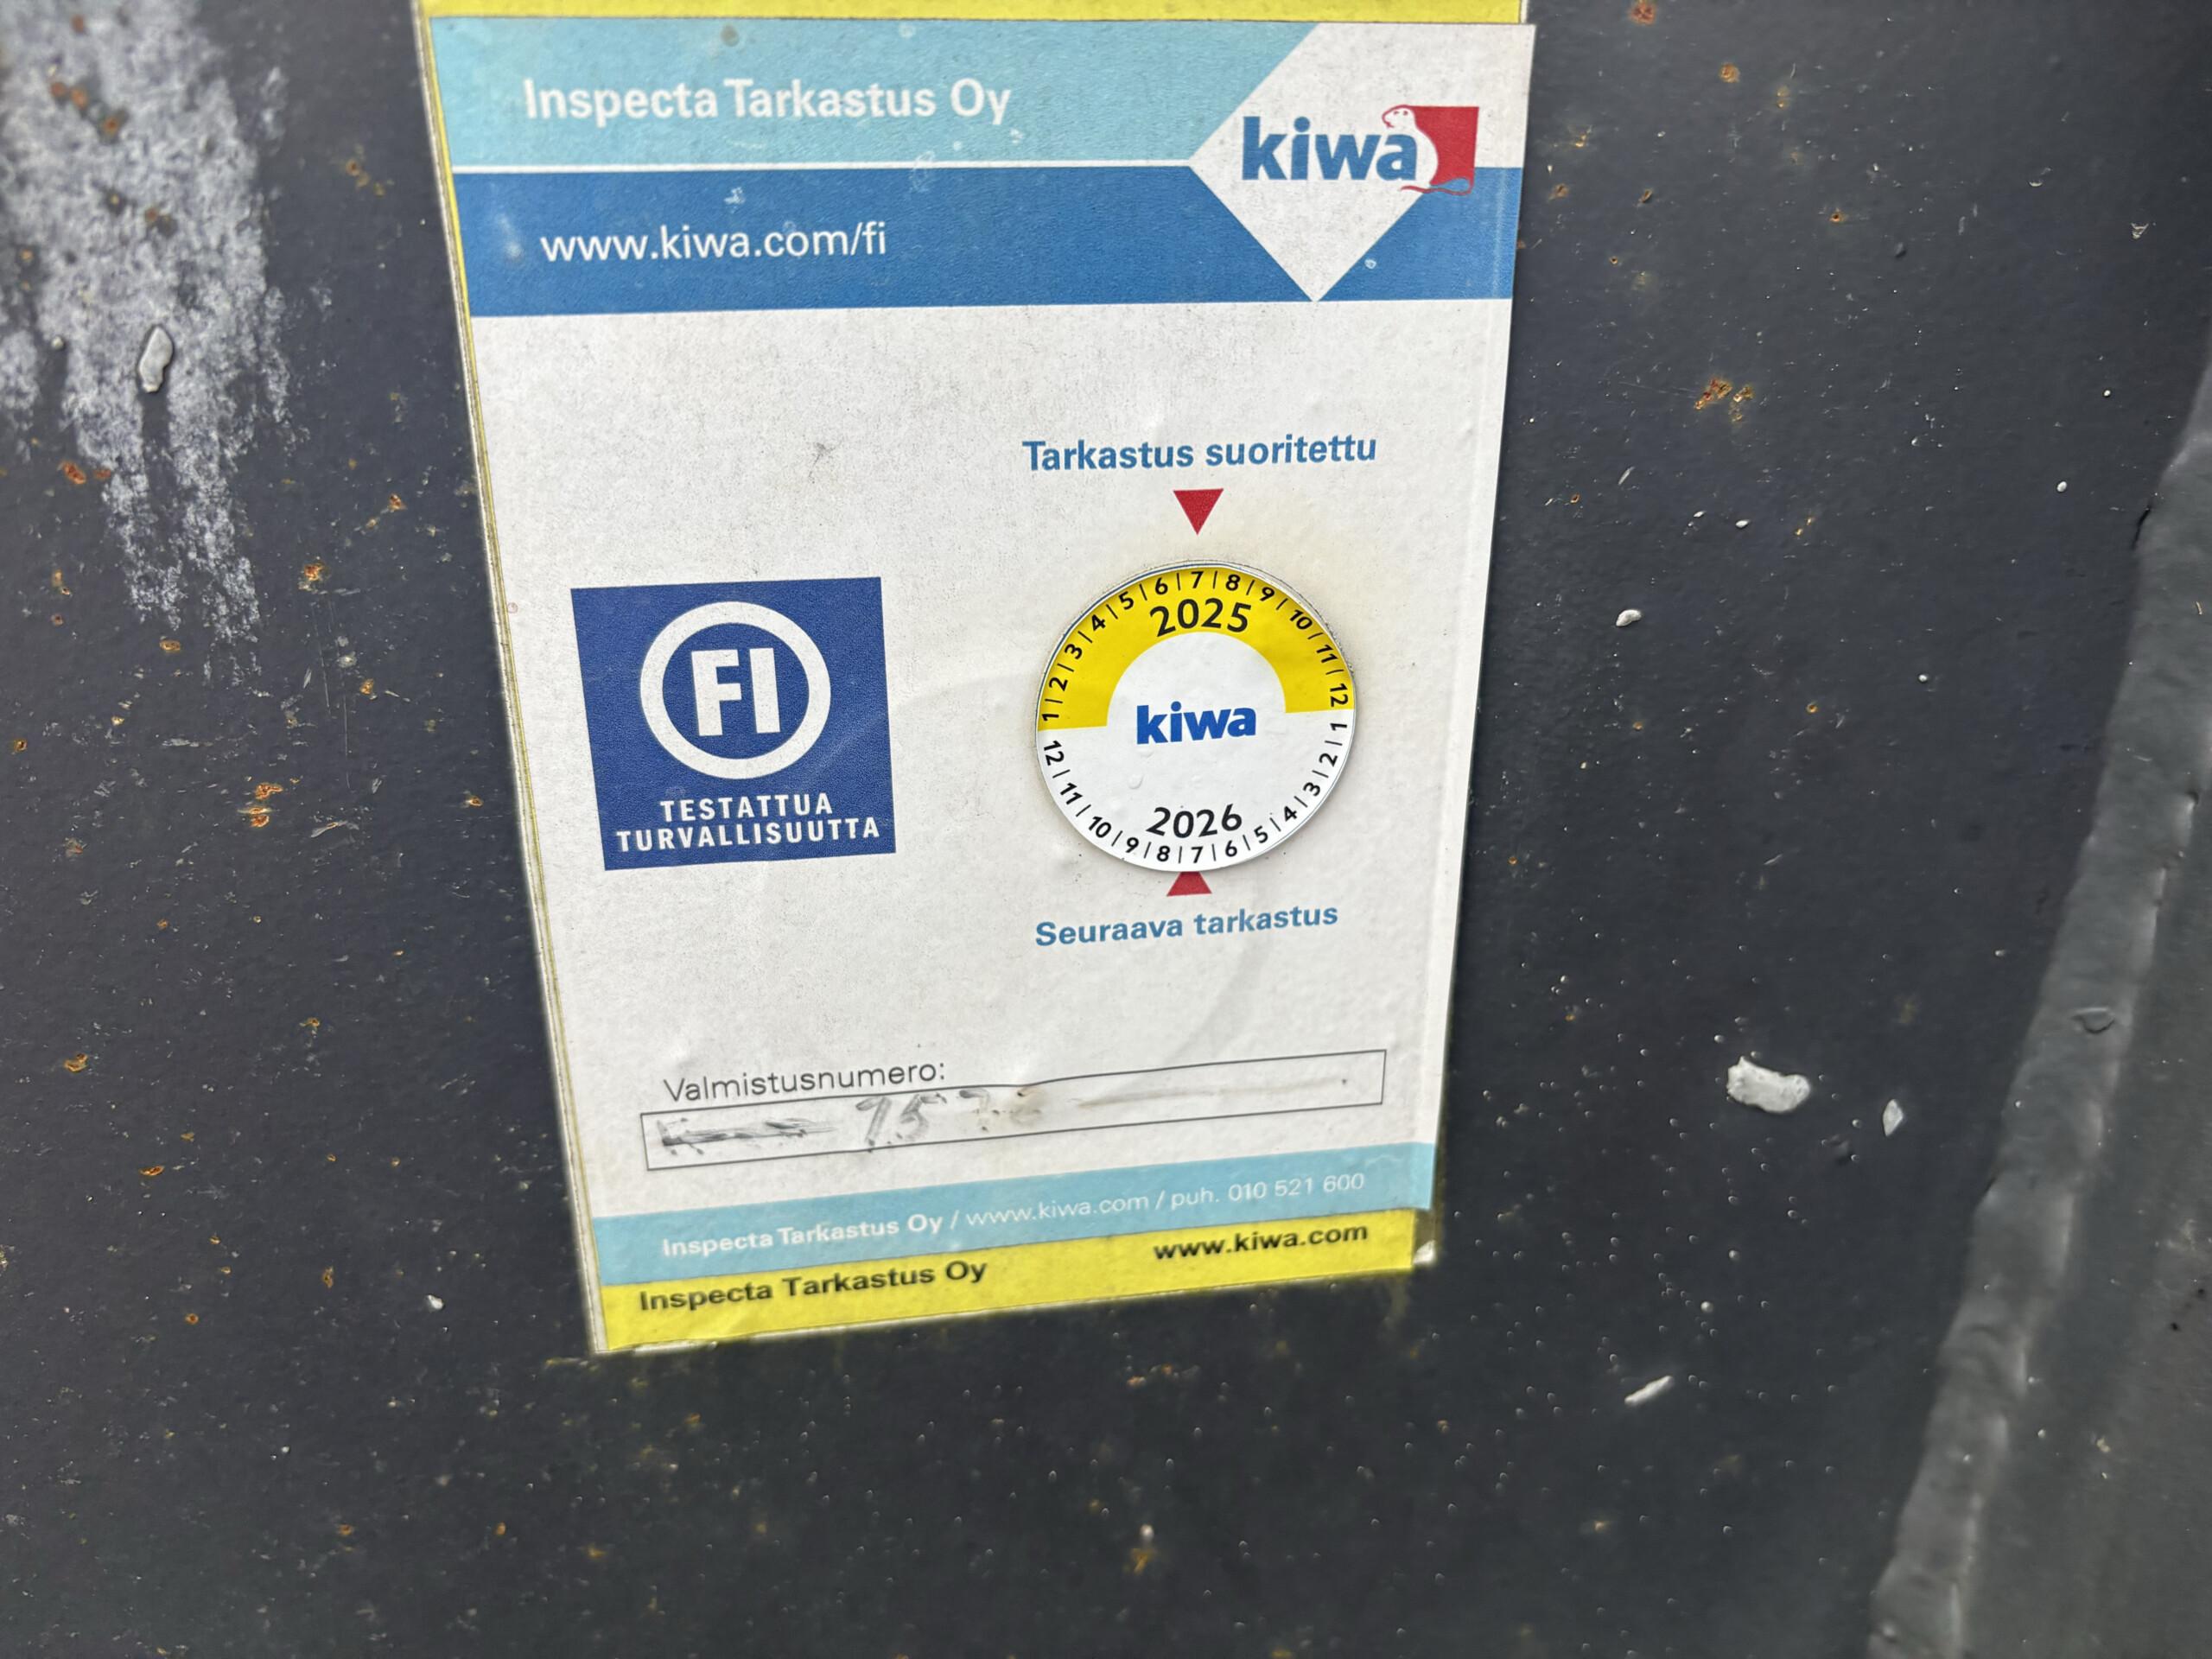 Inspecta Tarkastus Oy
kiwa
www.kiwa.com/fi
Tarkastus suoritettu
1 | 2 | 3 | 4 | 5 | 6 | 7 | 8 | 9 | 10 | 11 | 12
2025
kiwa
2026
12 | 11 | 10 | 9 | 8 | 7 | 6 | 5 | 4 | 3 | 2 | 1
FI
TESTATTUA
TURVALLISUUTTA
Seuraava tarkastus
Valmistusnumero:
Inspecta Tarkastus Oy / www.kiwa.com / puh. 010 521 600
Inspecta Tarkastus Oy www.kiwa.com